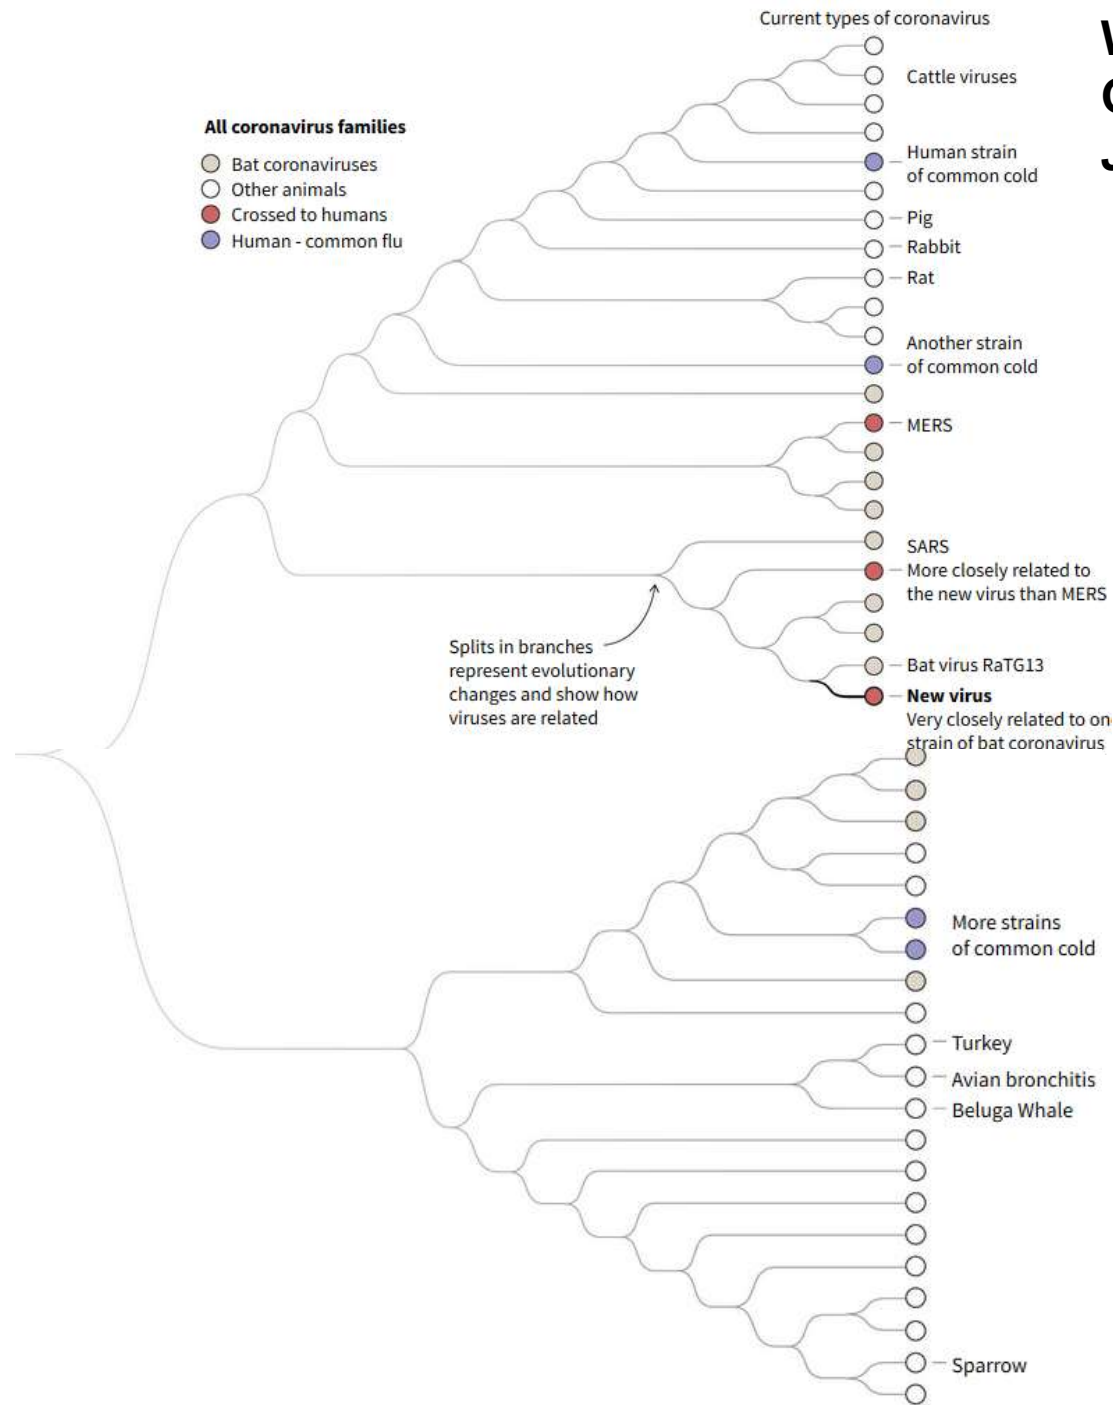 Current types of coronavirus
All coronavirus families
Bat coronaviruses
Other animals
Crossed to humans
Human - common flu
Cattle viruses
Human strain
of common cold
Pig
Rabbit
Rat
Another strain
of common cold
MERS
SARS
More closely related to
the new virus than MERS
Splits in branches
represent evolutionary
changes and show how
viruses are related
Bat virus RaTG13
New virus
Very closely related to
strain of bat coronavirus
More strains
of common cold
Turkey
Avian bronchitis
Beluga Whale
Sparrow